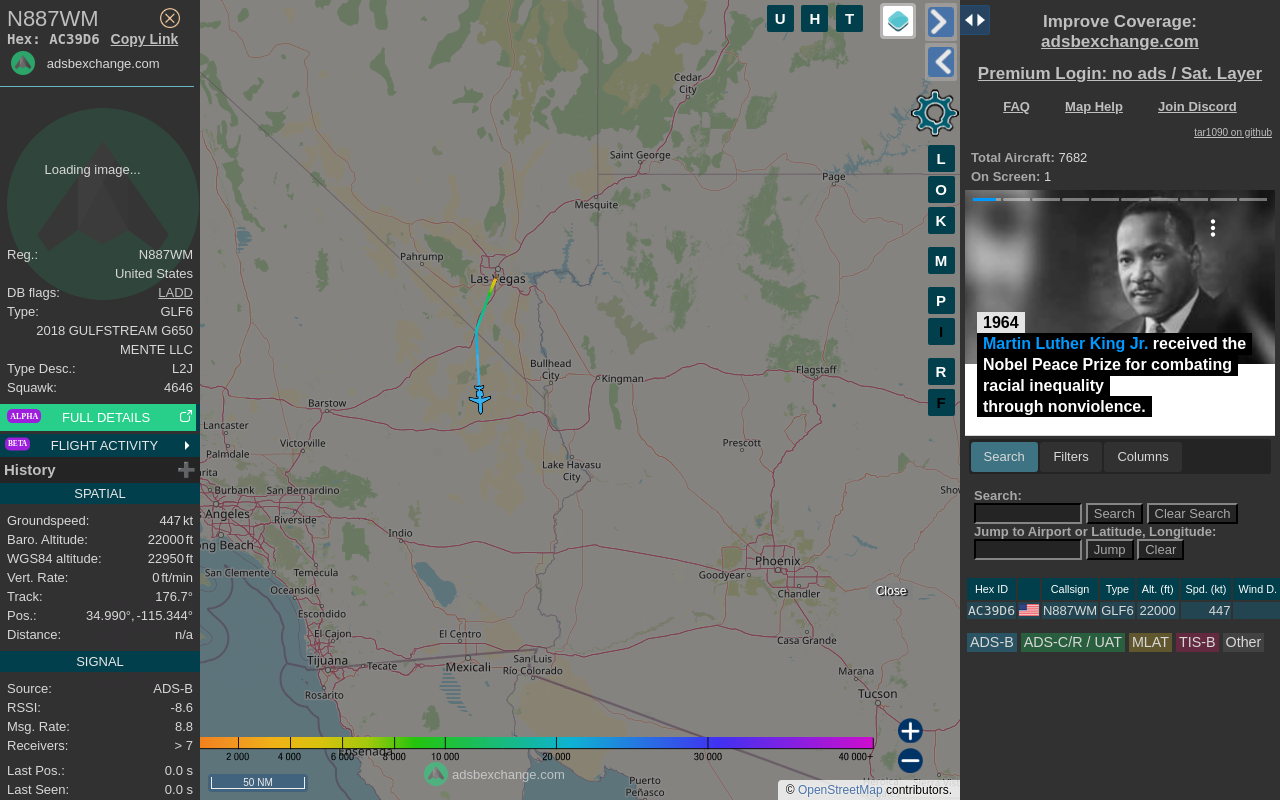 N887WM
Hex: AC39D6 Copy Link
adsbexchange.com
Loading image...
Reg.: N887WM
United States
DB flags: LADD
Type: GLF6
2018 GULFSTREAM G650
MENTE LLC
Type Desc.: L2J
Squawk: 4646
ALPHA FULL DETAILS
BETA FLIGHT ACTIVITY
History
SPATIAL
Groundspeed: 447 kt
Baro. Altitude: 22000 ft
WGS84 altitude: 22950 ft
Vert. Rate: 0 ft/min
Track: 176.7°
Pos.: 34.990°, -115.344°
Distance: n/a
SIGNAL
Source: ADS-B
RSSI: -8.6
Msg. Rate: 8.8
Receivers: > 7
Last Pos.: 0.0 s
Last Seen: 0.0 s
U H T
L
O
K
M
P
I
R
F
Cedar
City
Saint George
Page
Mesquite
Pahrump
Las Vegas
Bullhead
City
Kingman
Flagstaff
Barstow
Lancaster
Victorville
Palmdale
Prescott
Lake Havasu
City
Burbank
San Bernardino
s Angeles
Riverside
ong Beach
Indio
Phoenix
San Clemente
Temecula
Goodyear
Oceanside
Chandler
Escondido
El Cajon
El Centro
Casa Grande
Tijuana
Tecate
Mexicali
San Luis
Río Colorado
Marana
Rosarito
Tucson
Ensenada
Puerto
Peñasco
Close
2 000 4 000 6 000 8 000 10 000 20 000 30 000 40 000+
50 NM
adsbexchange.com
© OpenStreetMap contributors.
Improve Coverage:
adsbexchange.com
Premium Login: no ads / Sat. Layer
FAQ Map Help Join Discord
tar1090 on github
Total Aircraft: 7682
On Screen: 1
1964
Martin Luther King Jr. received the
Nobel Peace Prize for combating
racial inequality
through nonviolence.
Search Filters Columns
Search:
Search Clear Search
Jump to Airport or Latitude, Longitude:
Jump Clear
Hex ID Callsign Type Alt. (ft) Spd. (kt) Wind D.
AC39D6 N887WM GLF6 22000 447
ADS-B ADS-C/R / UAT MLAT TIS-B Other